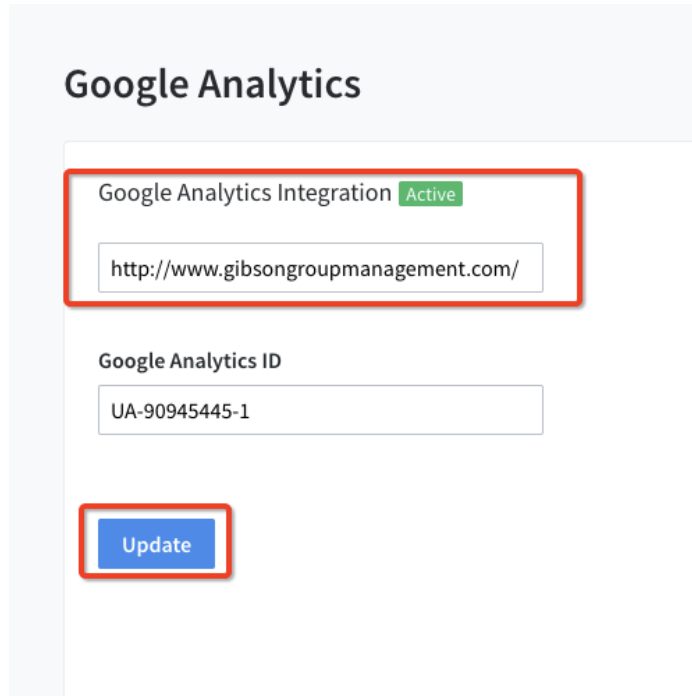 Google Analytics
Google Analytics Integration Active
http://www.gibsongroupmanagement.com/
Google Analytics ID
UA-90945445-1
Update